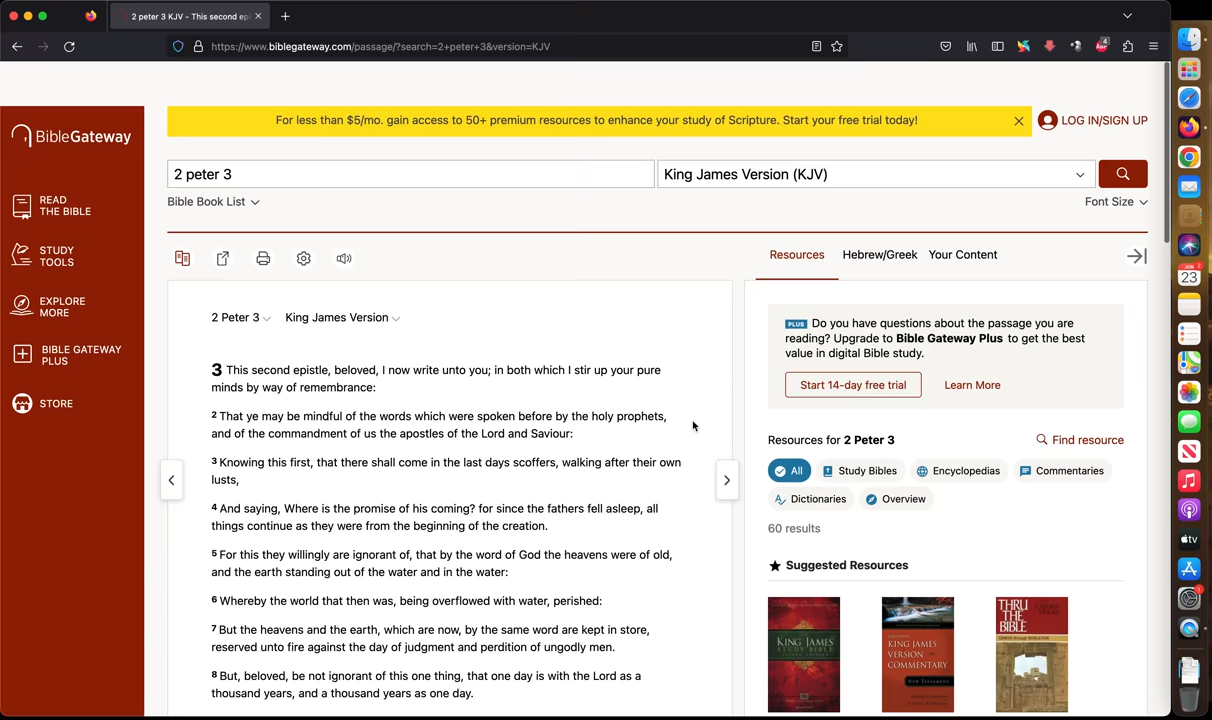 2 peter 3 KJV - This second epi
https://www.biblegateway.com/passage/?search=2+peter+3&version=KJV
4
BibleGateway
For less than $5/mo. gain access to 50+ premium resources to enhance your study of Scripture. Start your free trial today!
LOG IN/SIGN UP
2 peter 3
King James Version (KJV)
Bible Book List
Font Size
READ
THE BIBLE
STUDY
TOOLS
EXPLORE
MORE
BIBLE GATEWAY
PLUS
STORE
Resources
Hebrew/Greek
Your Content
2 Peter 3
King James Version
3 This second epistle, beloved, I now write unto you; in both which I stir up your pure
minds by way of remembrance:
2 That ye may be mindful of the words which were spoken before by the holy prophets,
and of the commandment of us the apostles of the Lord and Saviour:
3 Knowing this first, that there shall come in the last days scoffers, walking after their own
lusts,
4 And saying, Where is the promise of his coming? for since the fathers fell asleep, all
things continue as they were from the beginning of the creation.
5 For this they willingly are ignorant of, that by the word of God the heavens were of old,
and the earth standing out of the water and in the water:
6 Whereby the world that then was, being overflowed with water, perished:
7 But the heavens and the earth, which are now, by the same word are kept in store,
reserved unto fire against the day of judgment and perdition of ungodly men.
8 But, beloved, be not ignorant of this one thing, that one day is with the Lord as a
thousand years, and a thousand years as one day.
PLUS Do you have questions about the passage you are
reading? Upgrade to Bible Gateway Plus to get the best
value in digital Bible study.
Start 14-day free trial
Learn More
Resources for 2 Peter 3
Find resource
All
Study Bibles
Encyclopedias
Commentaries
Dictionaries
Overview
60 results
Suggested Resources
KING JAMES
STUDY BIBLE
KING JAMES
VERSION
COMMENTARY
NEW TESTAMENT
THRU
THE BIBLE
23
tv